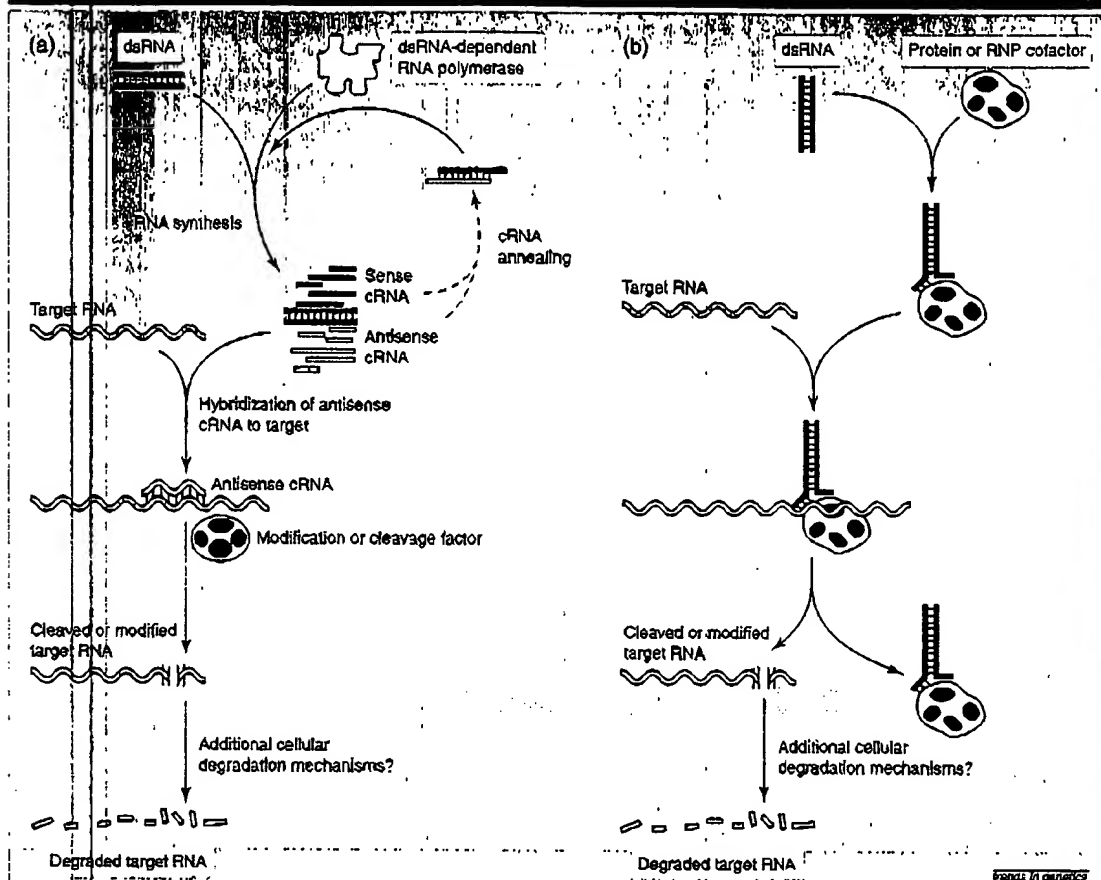 (a)
dsRNA
dsRNA-dependent
RNA polymerase
RNA synthesis
cRNA
annealing
Sense
cRNA
Target RNA
Antisense
cRNA
Hybridization of antisense
cRNA to target
Antisense cRNA
Modification or cleavage factor
Cleaved or modified
target RNA
Additional cellular
degradation mechanisms?
Degraded target RNA
(b)
dsRNA
Protein or RNP cofactor
Target RNA
Cleaved or modified
target RNA
Additional cellular
degradation mechanisms?
Degraded target RNA
trends in genetics